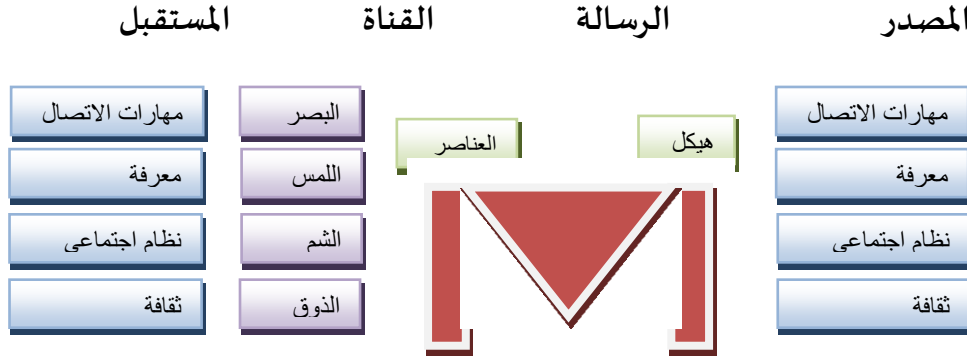 المصدر الرسالة القناة المستقبل
مهارات الاتصال هيكل العناصر البصر مهارات الاتصال
معرفة اللمس معرفة
نظام اجتماعى الشم نظام اجتماعى
ثقافة الذوق ثقافة